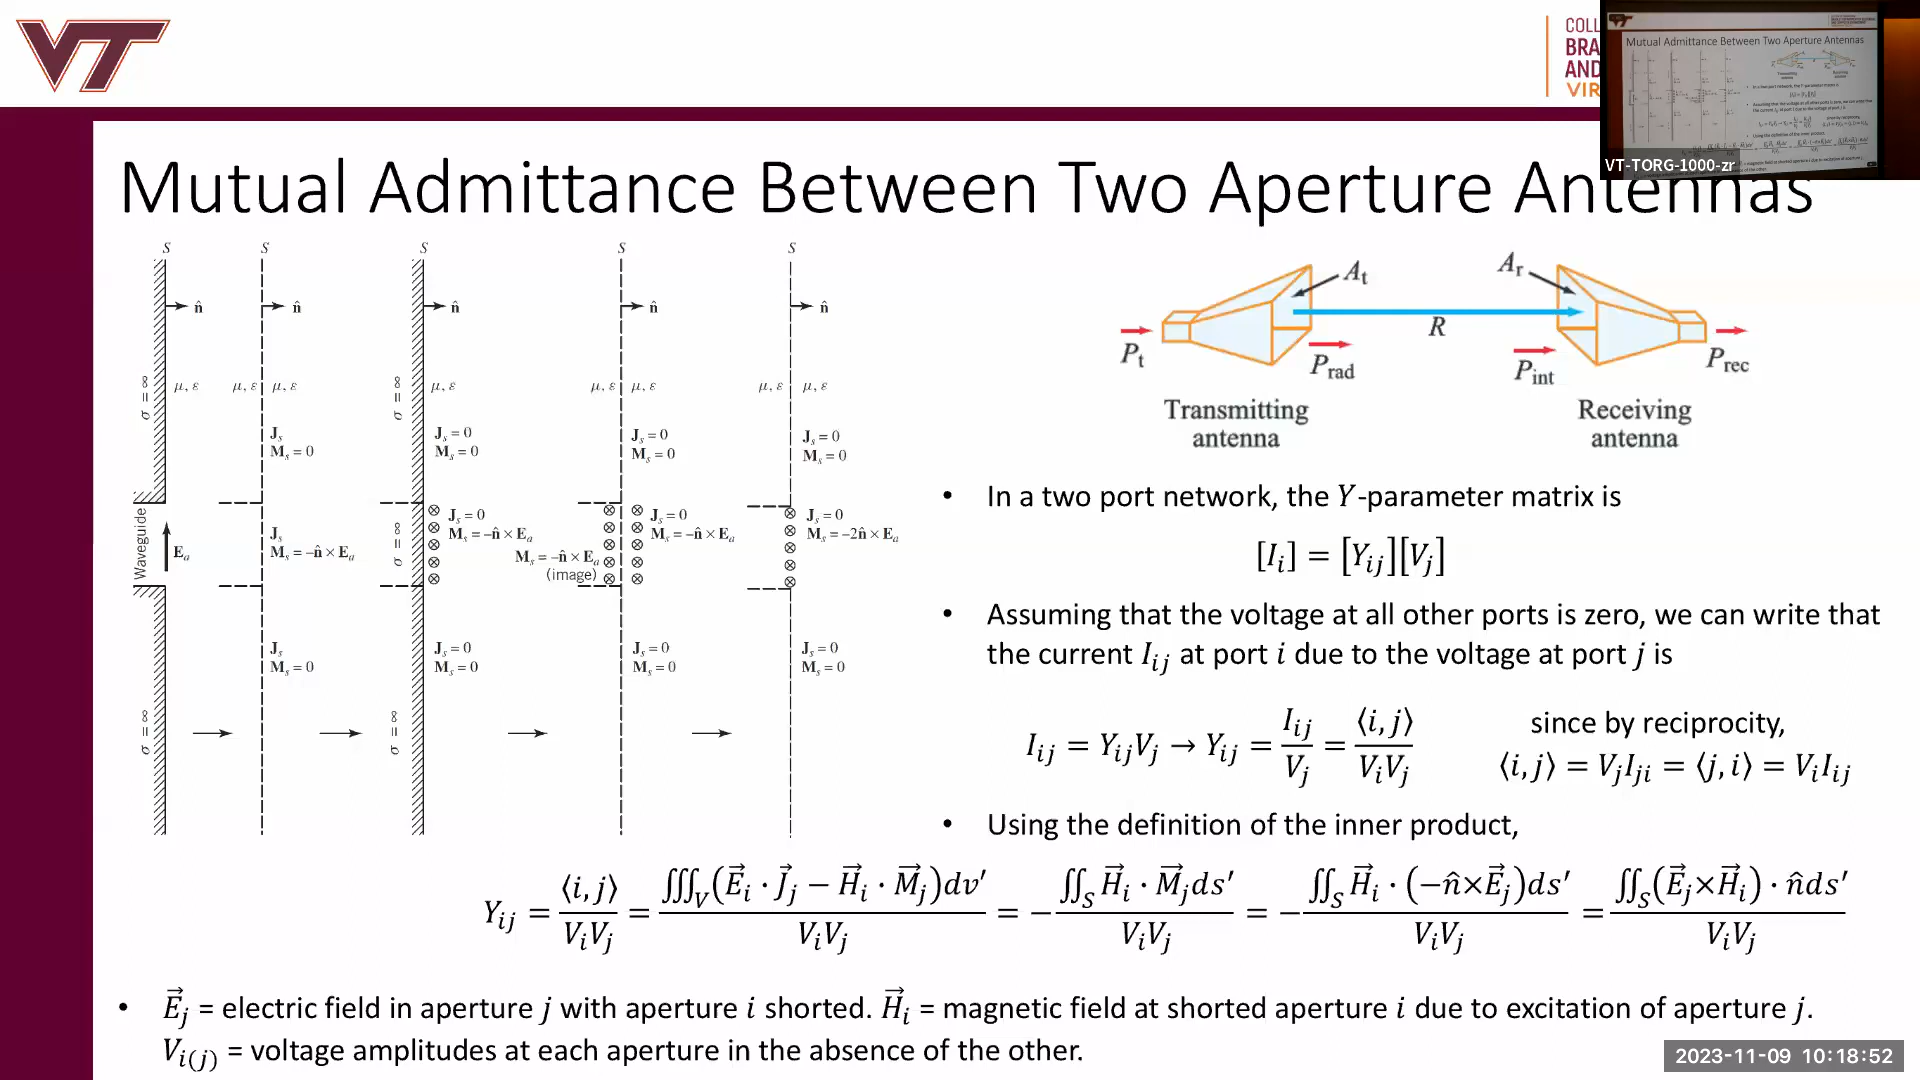 VT
COLL
BRA
AND
VIR
Mutual Admittance Between Two Aperture Antennas
VT-TORG-1000-zr
Mutual Admittance Between Two Aperture Antennas
S S S S S
n̂ n̂ n̂ n̂ n̂
σ = ∞ μ, ε μ, ε μ, ε σ = ∞ μ, ε μ, ε μ, ε μ, ε μ, ε
J_s J_s = 0 J_s = 0 J_s = 0
M_s = 0 M_s = 0 M_s = 0 M_s = 0
Waveguide E_a
J_s
M_s = –n̂ × E_a
σ = ∞
J_s = 0
M_s = –n̂ × E_a
M_s = –n̂ × E_a
(image)
J_s = 0
M_s = –n̂ × E_a
J_s = 0
M_s = –2n̂ × E_a
J_s J_s = 0 J_s = 0 J_s = 0
M_s = 0 M_s = 0 M_s = 0 M_s = 0
σ = ∞ σ = ∞
A_t A_r
R
P_t P_rad P_int P_rec
Transmitting
antenna
Receiving
antenna
• In a two port network, the Y-parameter matrix is
[I_i] = [Y_ij][V_j]
• Assuming that the voltage at all other ports is zero, we can write that
the current I_ij at port i due to the voltage at port j is
I_ij = Y_ij V_j → Y_ij = I_ij / V_j = ⟨i, j⟩ / V_i V_j
since by reciprocity,
⟨i, j⟩ = V_j I_ji = ⟨j, i⟩ = V_i I_ij
• Using the definition of the inner product,
Y_ij = ⟨i, j⟩ / V_i V_j = ∭_V (E⃗_i · J⃗_j − H⃗_i · M⃗_j) dv′ / V_i V_j = − ∬_S H⃗_i · M⃗_j ds′ / V_i V_j = − ∬_S H⃗_i · (−n̂×E⃗_j) ds′ / V_i V_j = ∬_S (E⃗_j×H⃗_i) · n̂ds′ / V_i V_j
• E⃗_j = electric field in aperture j with aperture i shorted. H⃗_i = magnetic field at shorted aperture i due to excitation of aperture j.
V_i(j) = voltage amplitudes at each aperture in the absence of the other.
2023-11-09 10:18:52